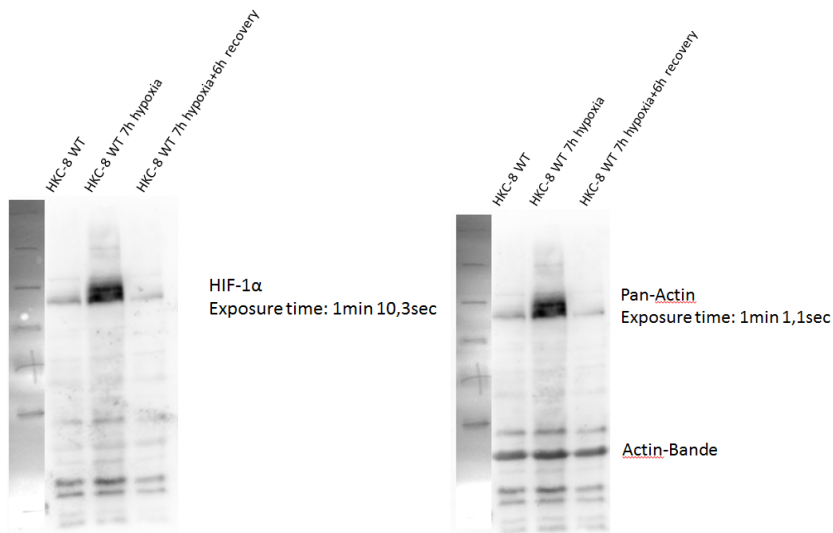 HKC-8 WT
HKC-8 WT 7h hypoxia
HKC-8 WT 7h hypoxia+6h recovery
HIF-1α
Exposure time: 1min 10,3sec
HKC-8 WT
HKC-8 WT 7h hypoxia
HKC-8 WT 7h hypoxia+6h recovery
Pan-Actin
Exposure time: 1min 1,1sec
Actin-Bande